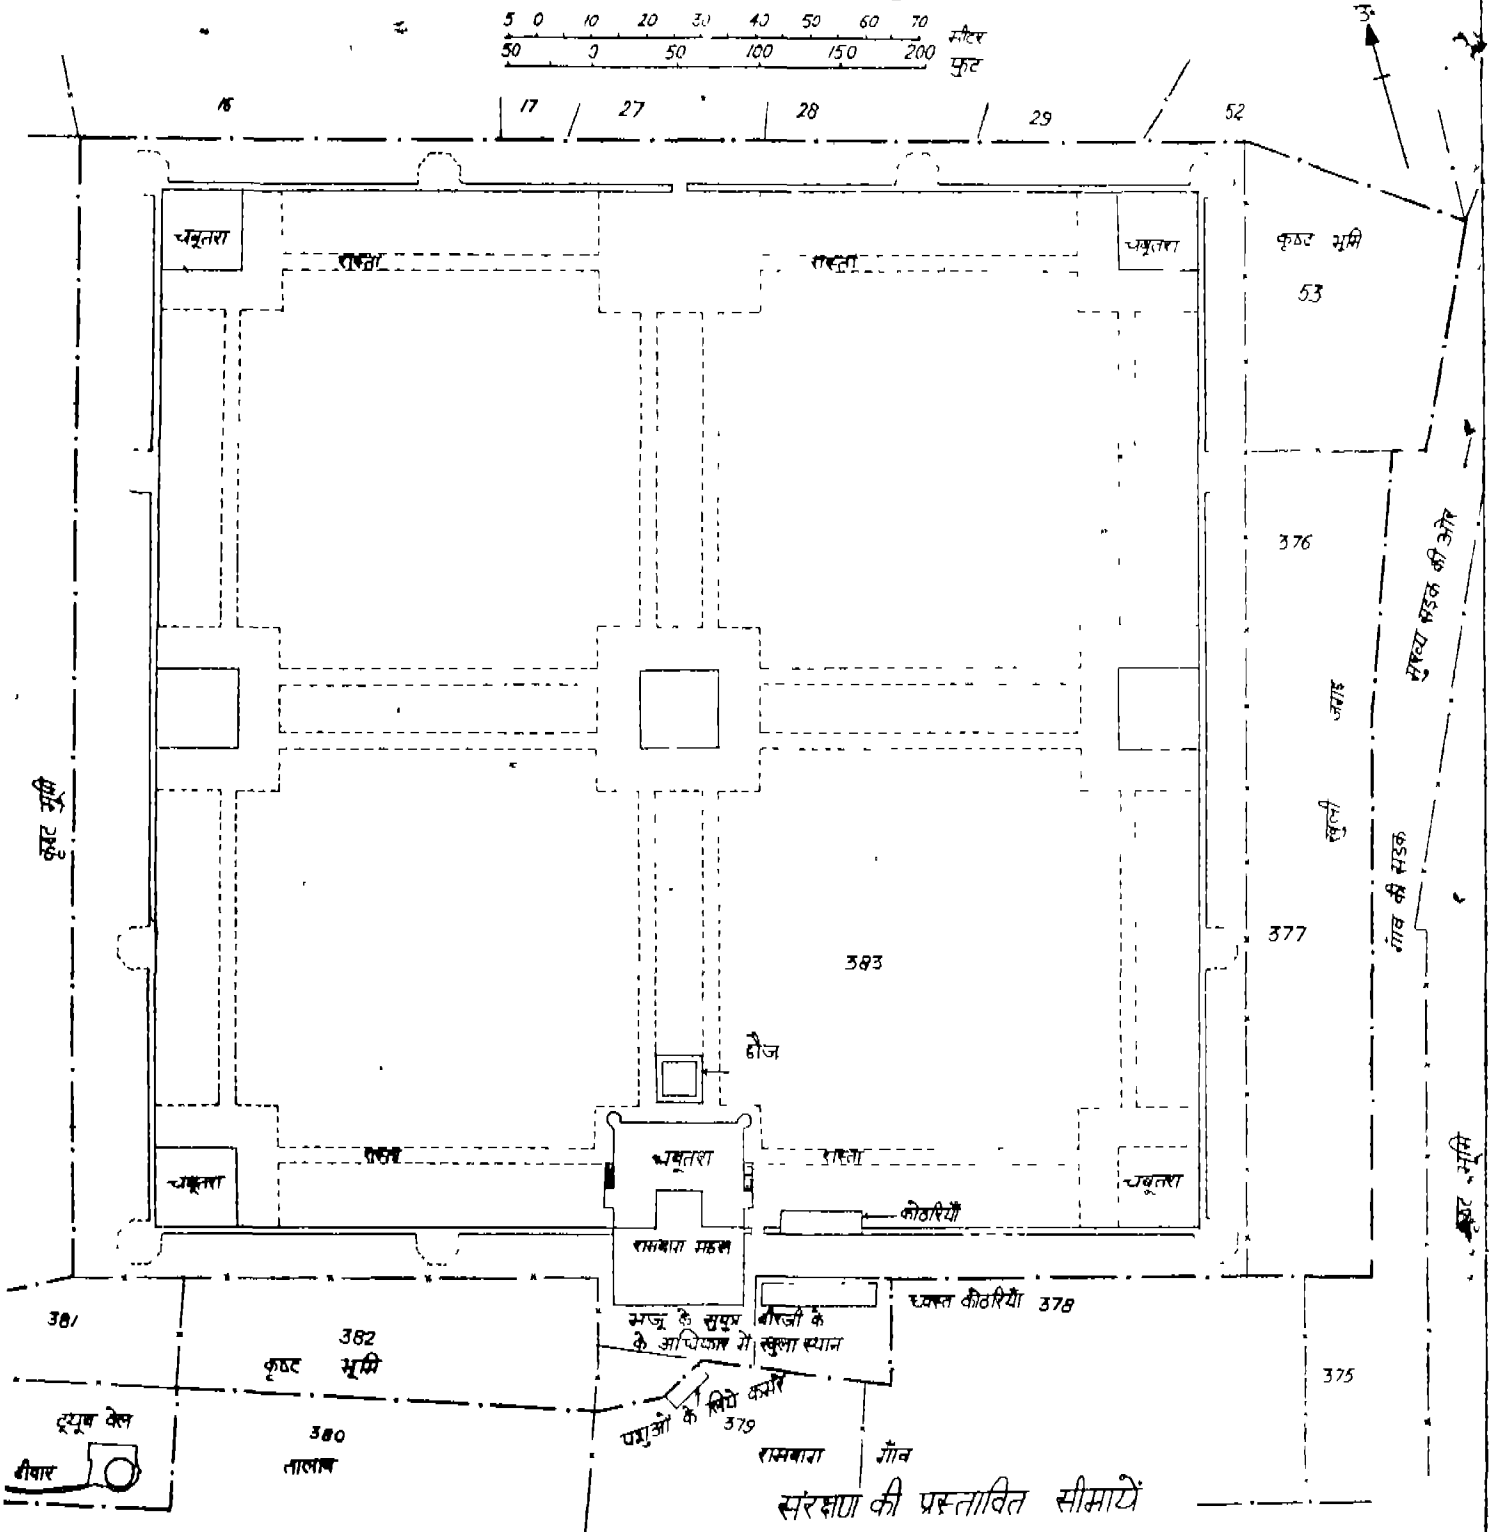 5 0 10 20 30 40 50 60 70 मीटर
50 0 50 100 150 200 फुट
उ॰
16 17 27 28 29 52
चबूतरा
रास्ता
रास्ता
चबूतरा
कृष्ट भूमि
53
376
मुख्य सड़क की ओर
खुली जगह
गांव की सड़क
कृष्ट भूमि
377
383
हौज
रास्ता
चबूतरा
रास्ता
चबूतरा
चबूतरा
कोठरियाँ
कृष्ट भूमि
रामबाग महल
381
382
कृष्ट भूमि
ध्वस्त कोठरियाँ 378
के सुपुत्र के
के अधिकार में खुला स्थान
375
पशुओं के लिये कमरे
379
ट्यूब वेल
380
तालाब
दीवार
रामबाग गाँव
संरक्षण की प्रस्तावित सीमायें